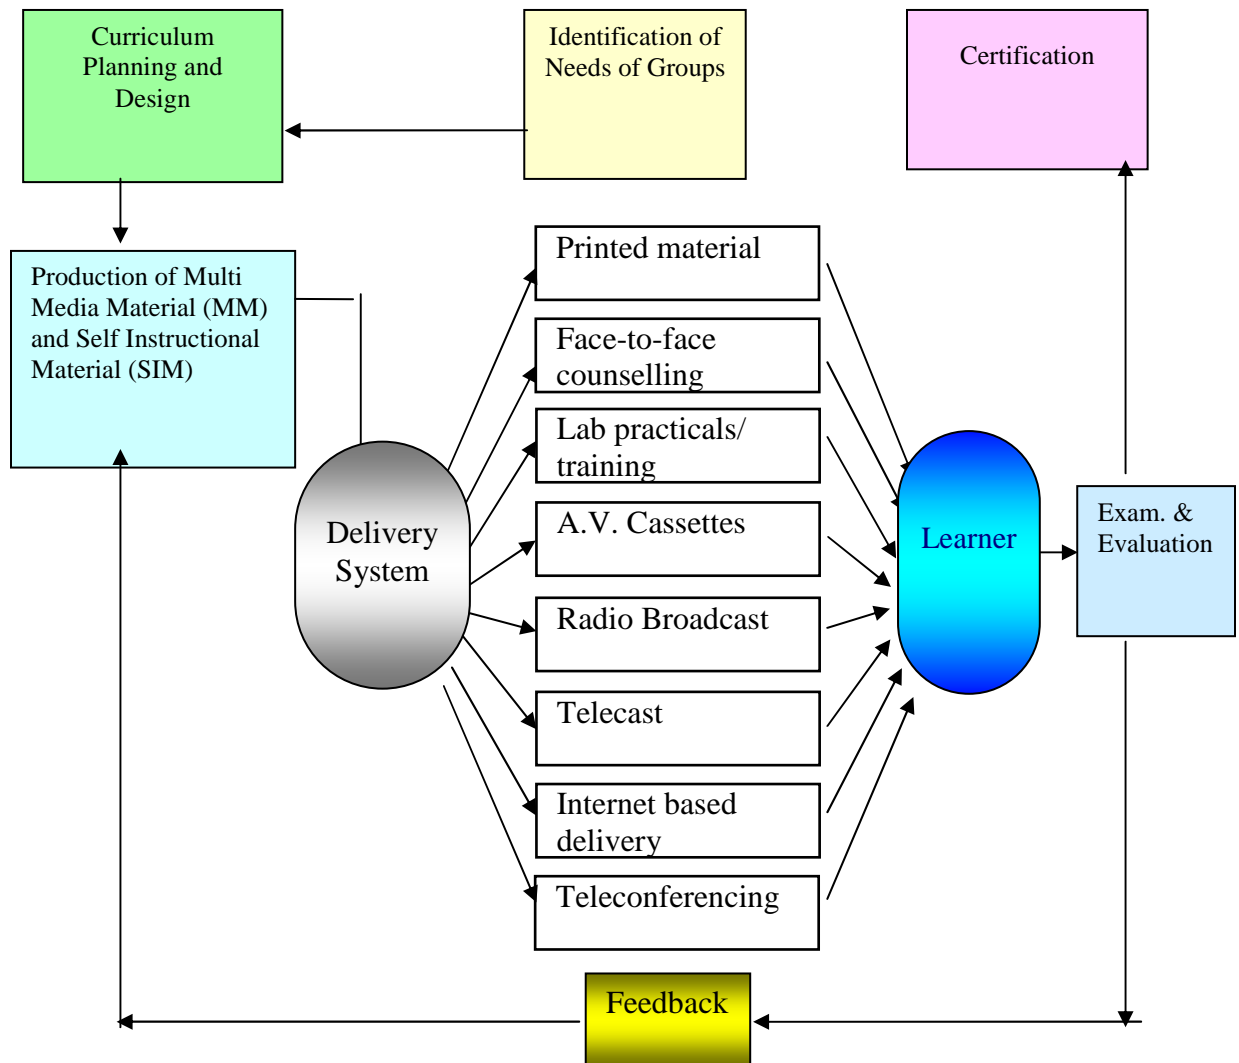 Curriculum
Planning and
Design
Identification of
Needs of Groups
Certification
Production of Multi
Media Material (MM)
and Self Instructional
Material (SIM)
Printed material
Face-to-face
counselling
Lab practicals/
training
A.V. Cassettes
Radio Broadcast
Telecast
Internet based
delivery
Teleconferencing
Delivery
System
Learner
Exam. &
Evaluation
Feedback